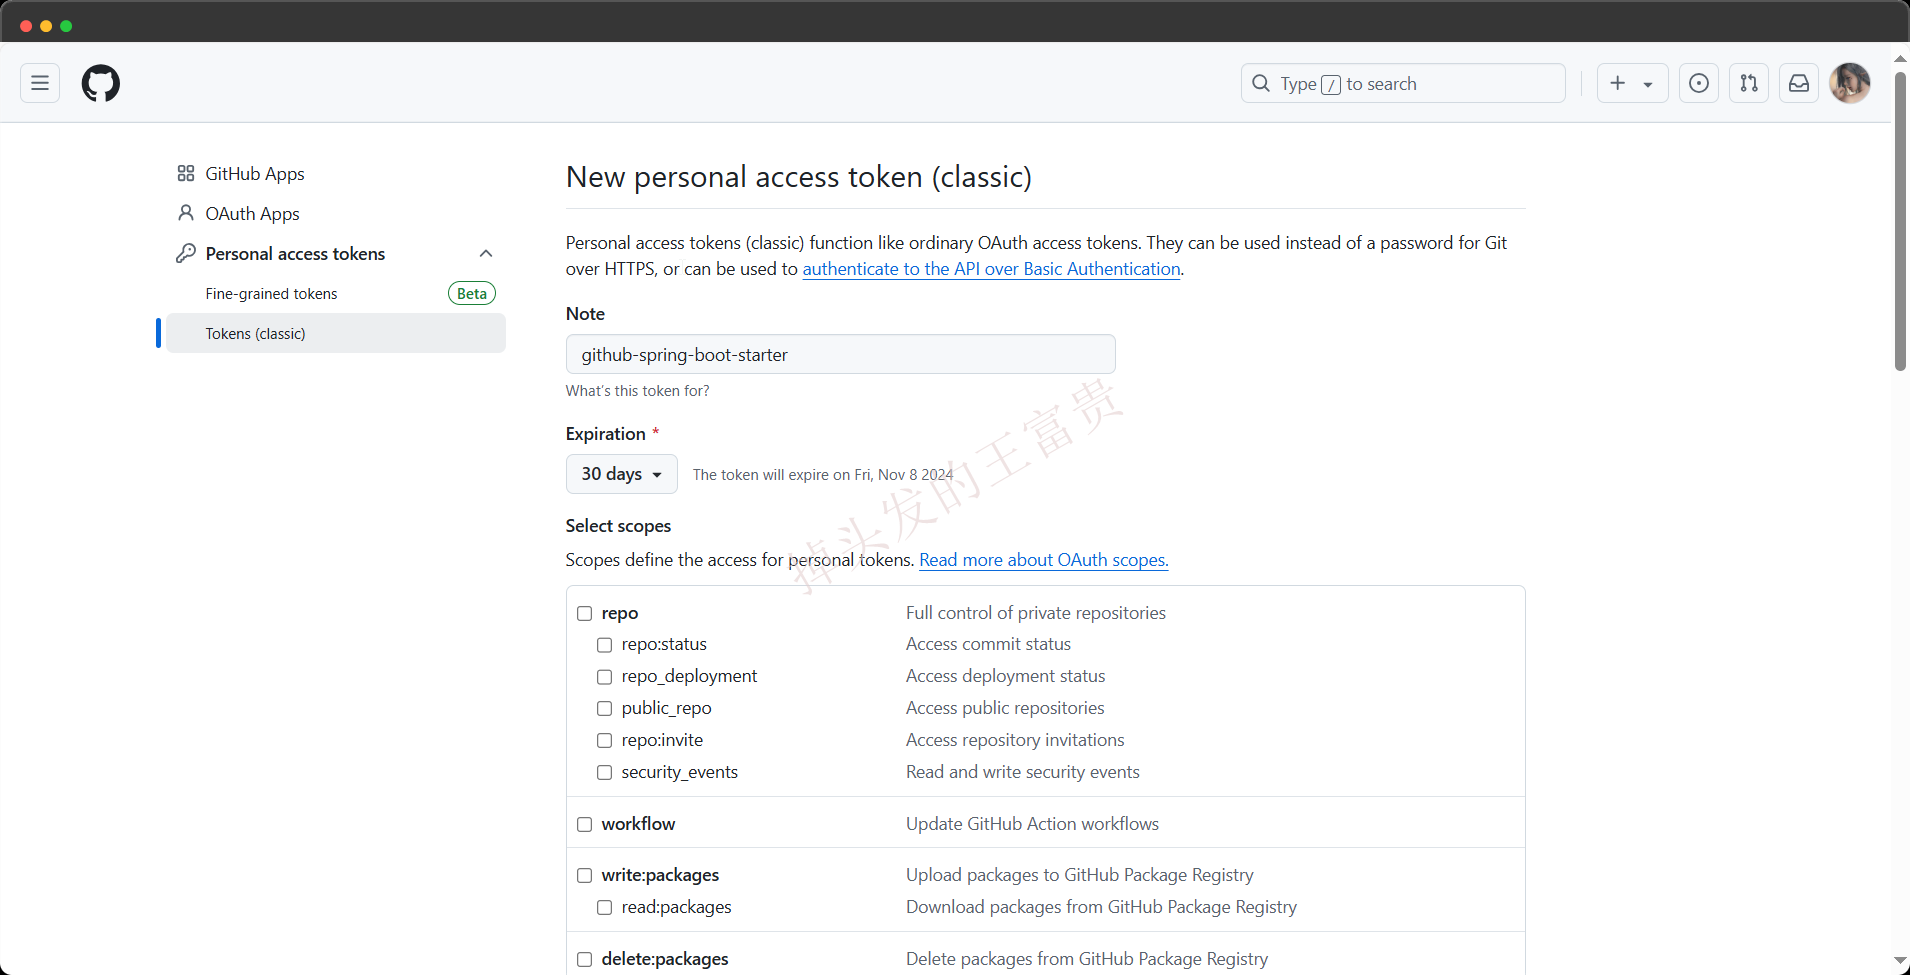 Type / to search
GitHub Apps
OAuth Apps
Personal access tokens
Fine-grained tokens Beta
Tokens (classic)
New personal access token (classic)
Personal access tokens (classic) function like ordinary OAuth access tokens. They can be used instead of a password for Git
over HTTPS, or can be used to authenticate to the API over Basic Authentication.
Note
github-spring-boot-starter
What's this token for?
Expiration *
30 days The token will expire on Fri, Nov 8 2024
Select scopes
Scopes define the access for personal tokens. Read more about OAuth scopes.
repo Full control of private repositories
repo:status Access commit status
repo_deployment Access deployment status
public_repo Access public repositories
repo:invite Access repository invitations
security_events Read and write security events
workflow Update GitHub Action workflows
write:packages Upload packages to GitHub Package Registry
read:packages Download packages from GitHub Package Registry
delete:packages Delete packages from GitHub Package Registry
掉头发的王富贵